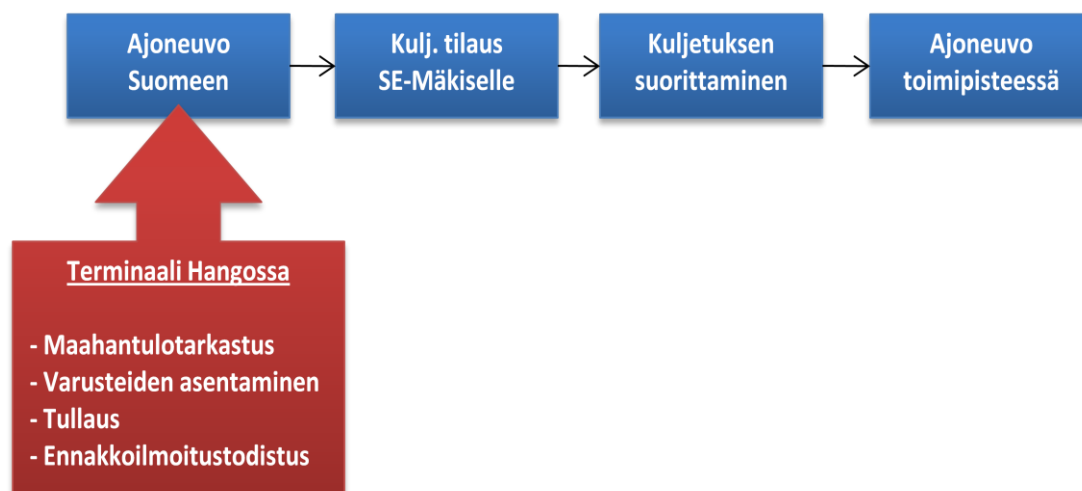 Ajoneuvo
Suomeen
Kulj. tilaus
SE-Mäkiselle
Kuljetuksen
suorittaminen
Ajoneuvo
toimipisteessä
Terminaali Hangossa
- Maahantulotarkastus
- Varusteiden asentaminen
- Tullaus
- Ennakkoilmoitustodistus